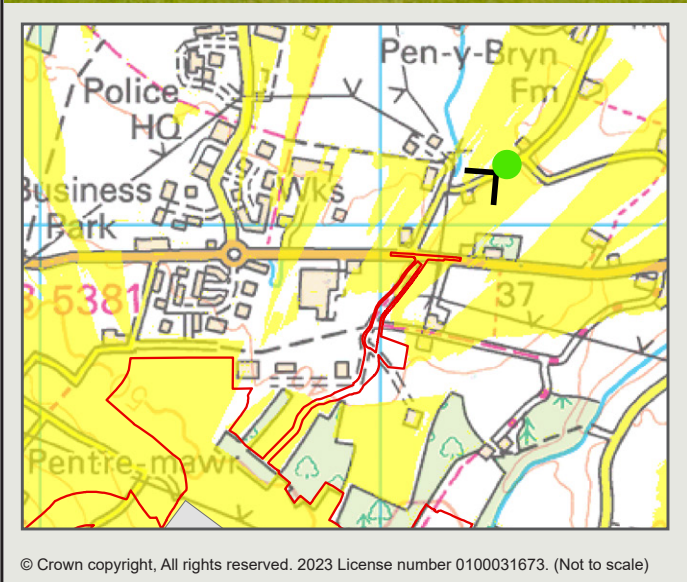 Pen-y-Bryn
Fm
Police
HQ
Business
Park
Wks
B 5381
37
Pentre-mawr
© Crown copyright, All rights reserved. 2023 License number 0100031673. (Not to scale)